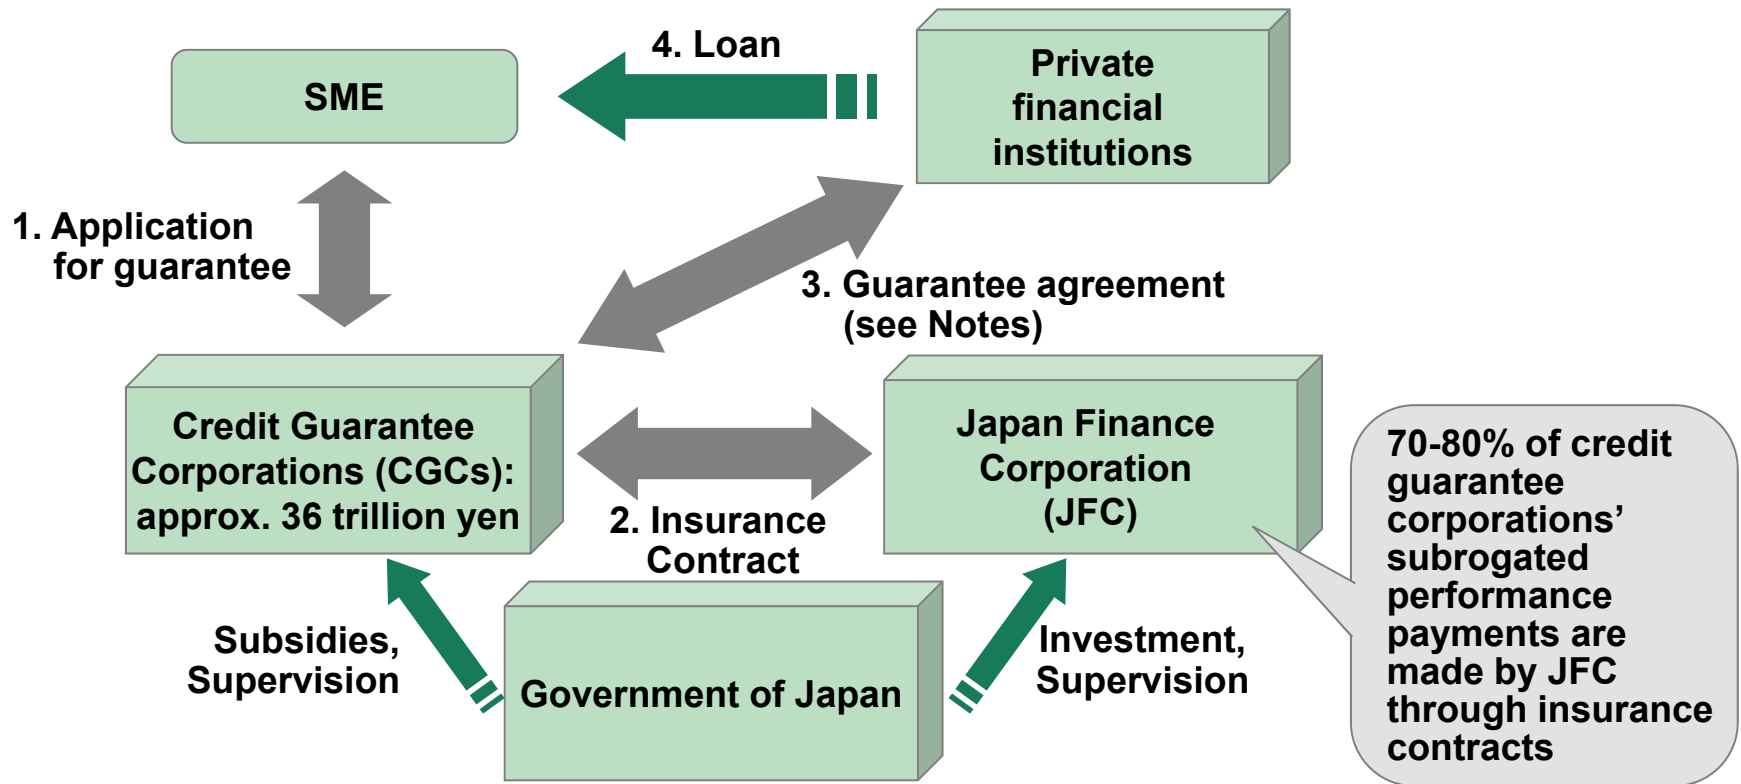 4. Loan
SME
Private
financial
institutions
1. Application
for guarantee
3. Guarantee agreement
(see Notes)
Credit Guarantee
Corporations (CGCs):
approx. 36 trillion yen
2. Insurance
Contract
Japan Finance
Corporation
(JFC)
70-80% of credit
guarantee
corporations’
subrogated
performance
payments are
made by JFC
through insurance
contracts
Subsidies,
Supervision
Government of Japan
Investment,
Supervision